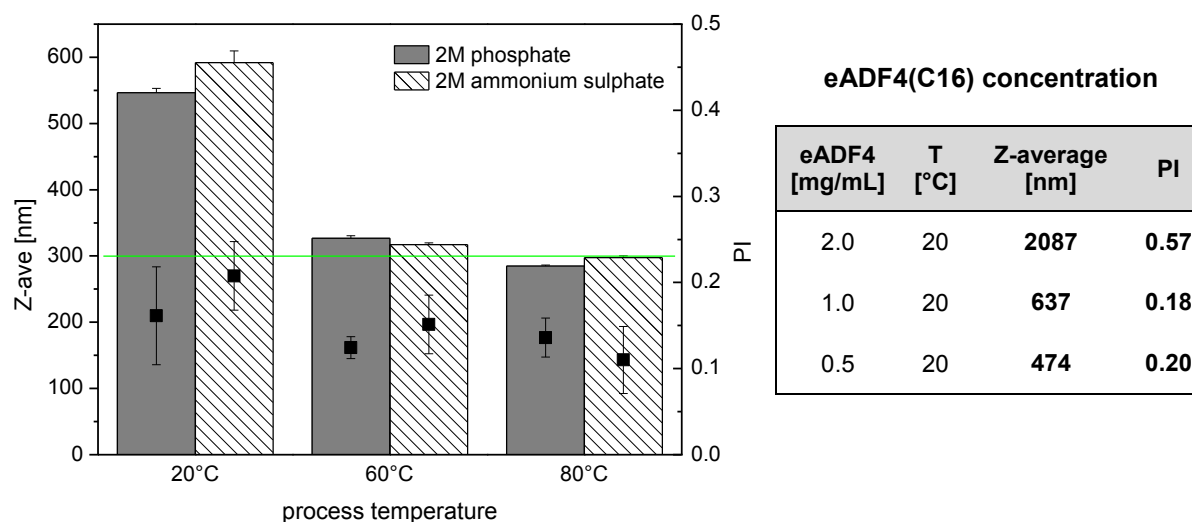 600
500
400
300
200
100
0
Z-ave [nm]
2M phosphate
2M ammonium sulphate
0.5
0.4
0.3
0.2
0.1
0.0
PI
20°C 60°C 80°C
process temperature
eADF4(C16) concentration
eADF4 [mg/mL] T [°C] Z-average [nm] PI
2.0 20 2087 0.57
1.0 20 637 0.18
0.5 20 474 0.20